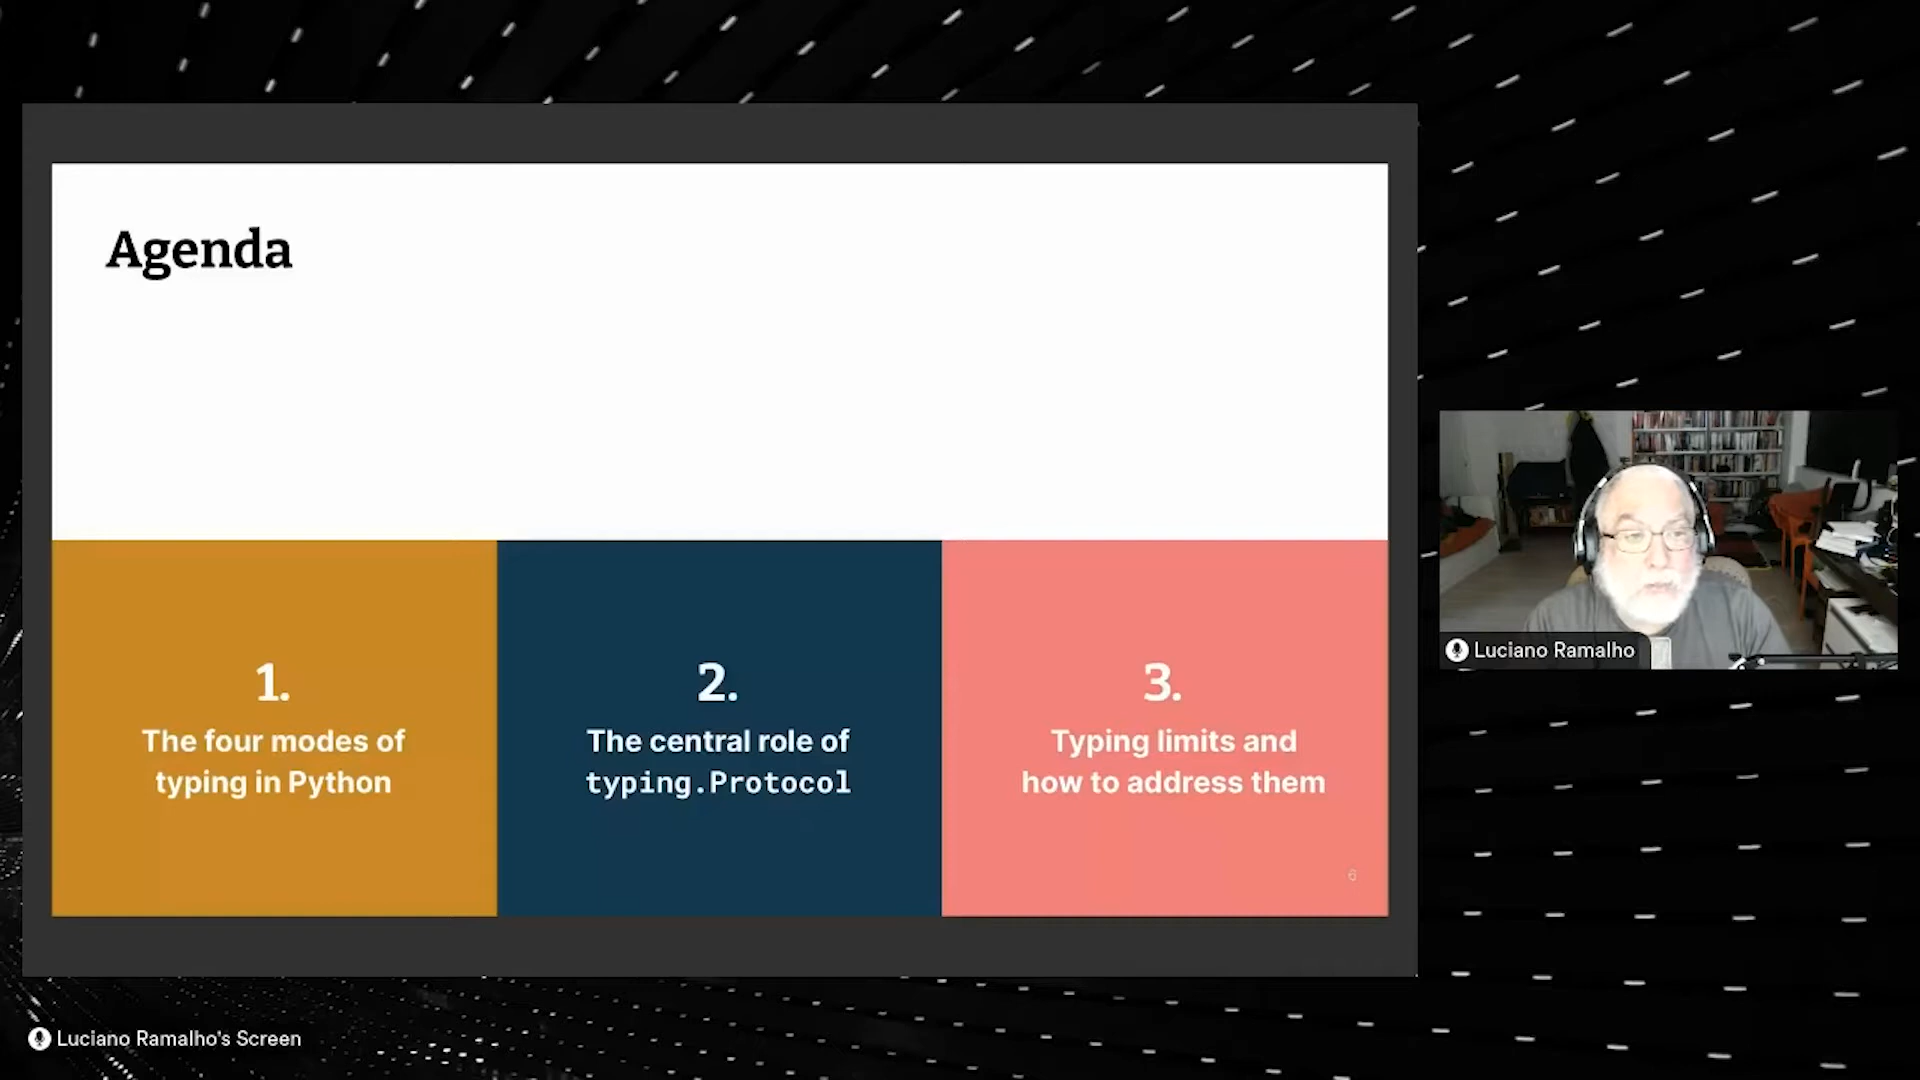 Agenda
1.
The four modes of
typing in Python
2.
The central role of
typing.Protocol
3.
Typing limits and
how to address them
6
Luciano Ramalho
Luciano Ramalho's Screen